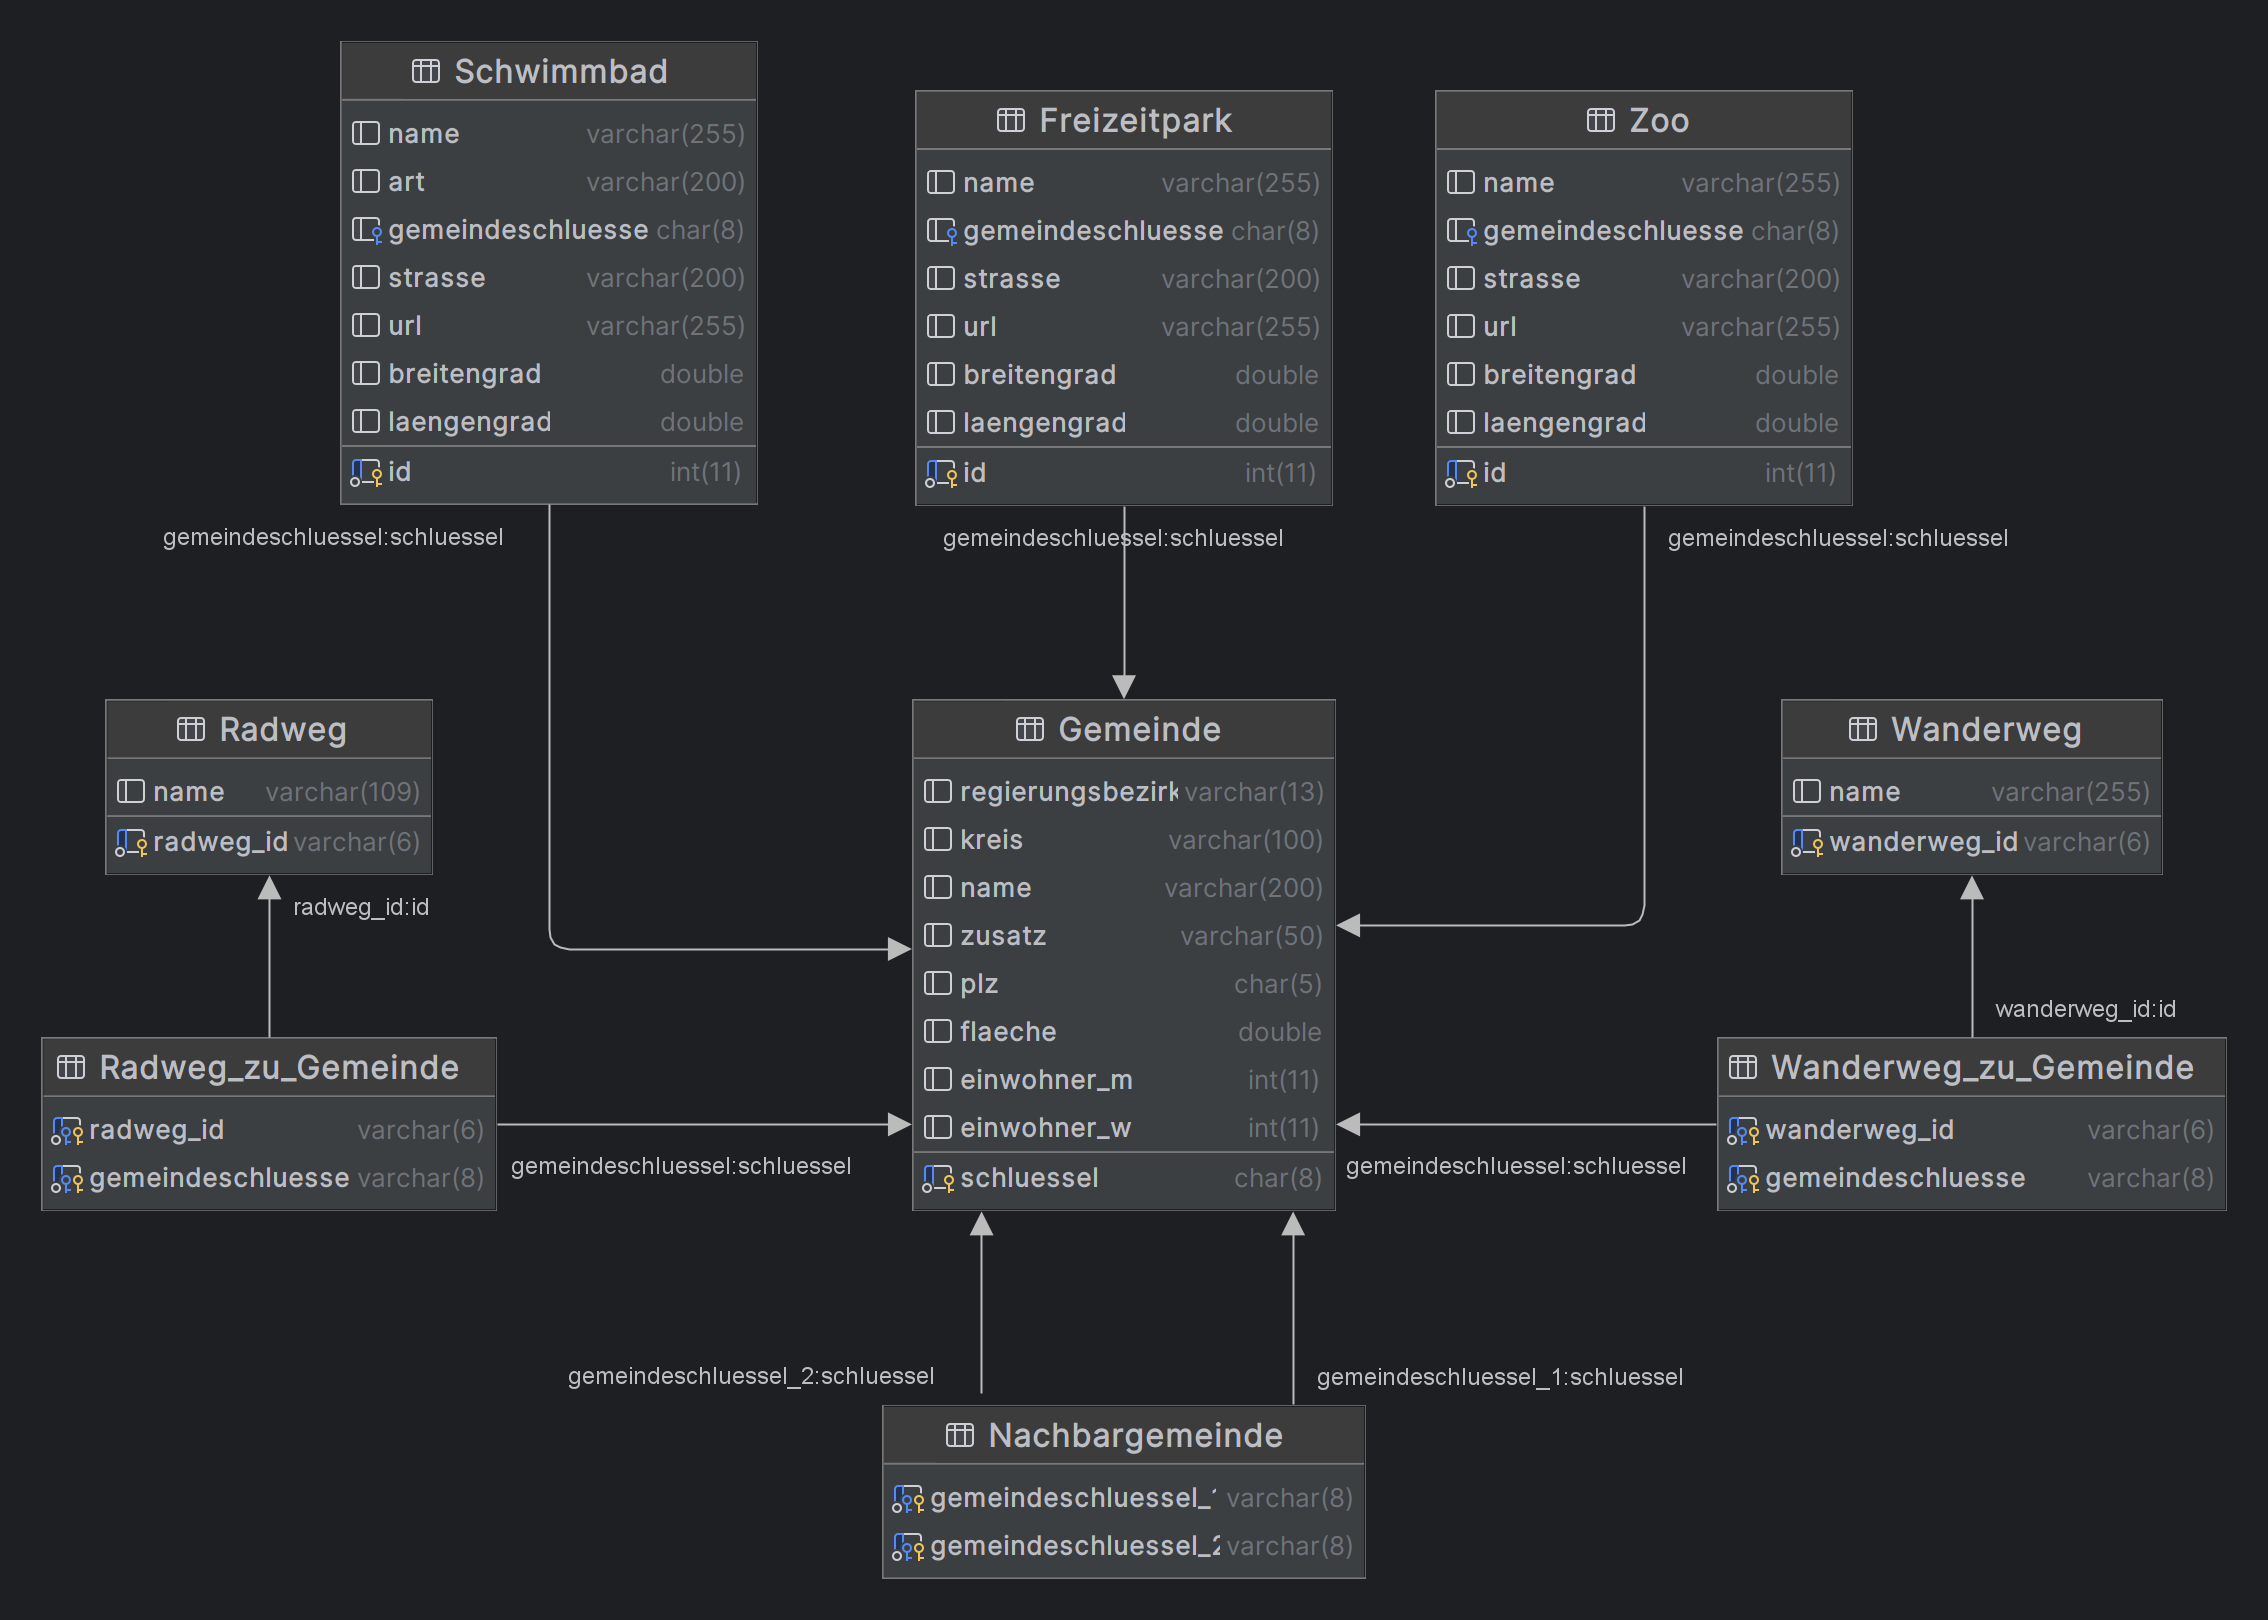 Schwimmbad
name varchar(255)
art varchar(200)
gemeindeschluesse char(8)
strasse varchar(200)
url varchar(255)
breitengrad double
laengengrad double
id int(11)
Freizeitpark
name varchar(255)
gemeindeschluesse char(8)
strasse varchar(200)
url varchar(255)
breitengrad double
laengengrad double
id int(11)
Zoo
name varchar(255)
gemeindeschluesse char(8)
strasse varchar(200)
url varchar(255)
breitengrad double
laengengrad double
id int(11)
gemeindeschluessel:schluessel
gemeindeschluessel:schluessel
gemeindeschluessel:schluessel
Radweg
name varchar(109)
radweg_id varchar(6)
radweg_id:id
Gemeinde
regierungsbezirk varchar(13)
kreis varchar(100)
name varchar(200)
zusatz varchar(50)
plz char(5)
flaeche double
einwohner_m int(11)
einwohner_w int(11)
schluessel char(8)
Wanderweg
name varchar(255)
wanderweg_id varchar(6)
wanderweg_id:id
Radweg_zu_Gemeinde
radweg_id varchar(6)
gemeindeschluesse varchar(8)
gemeindeschluessel:schluessel
gemeindeschluessel:schluessel
Wanderweg_zu_Gemeinde
wanderweg_id varchar(6)
gemeindeschluesse varchar(8)
gemeindeschluessel_2:schluessel
gemeindeschluessel_1:schluessel
Nachbargemeinde
gemeindeschluessel_1 varchar(8)
gemeindeschluessel_2 varchar(8)